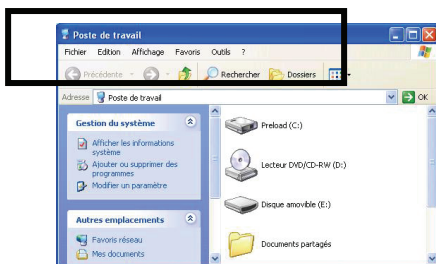 Poste de travail
Fichier Edition Affichage Favoris Outils ?
Précédente Rechercher Dossiers
Adresse Poste de travail OK
Gestion du système
Afficher les informations
système
Ajouter ou supprimer des
programmes
Modifier un paramètre
Autres emplacements
Favoris réseau
Mes documents
Preload (C:)
Lecteur DVD/CD-RW (D:)
Disque amovible (E:)
Documents partagés